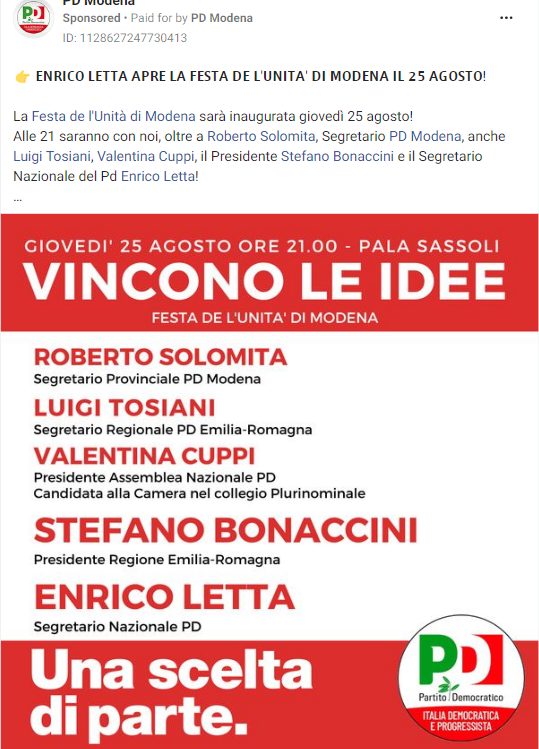 PD Modena
Sponsored • Paid for by PD Modena
ID: 1128627247730413
👉 ENRICO LETTA APRE LA FESTA DE L'UNITA' DI MODENA IL 25 AGOSTO!
La Festa de l'Unità di Modena sarà inaugurata giovedì 25 agosto!
Alle 21 saranno con noi, oltre a Roberto Solomita, Segretario PD Modena, anche
Luigi Tosiani, Valentina Cuppi, il Presidente Stefano Bonaccini e il Segretario
Nazionale del Pd Enrico Letta!
...
GIOVEDI' 25 AGOSTO ORE 21.00 - PALA SASSOLI
VINCONO LE IDEE
FESTA DE L'UNITA' DI MODENA
ROBERTO SOLOMITA
Segretario Provinciale PD Modena
LUIGI TOSIANI
Segretario Regionale PD Emilia-Romagna
VALENTINA CUPPI
Presidente Assemblea Nazionale PD
Candidata alla Camera nel collegio Plurinominale
STEFANO BONACCINI
Presidente Regione Emilia-Romagna
ENRICO LETTA
Segretario Nazionale PD
Una scelta
di parte.
PD
Partito Democratico
ITALIA DEMOCRATICA
E PROGRESSISTA